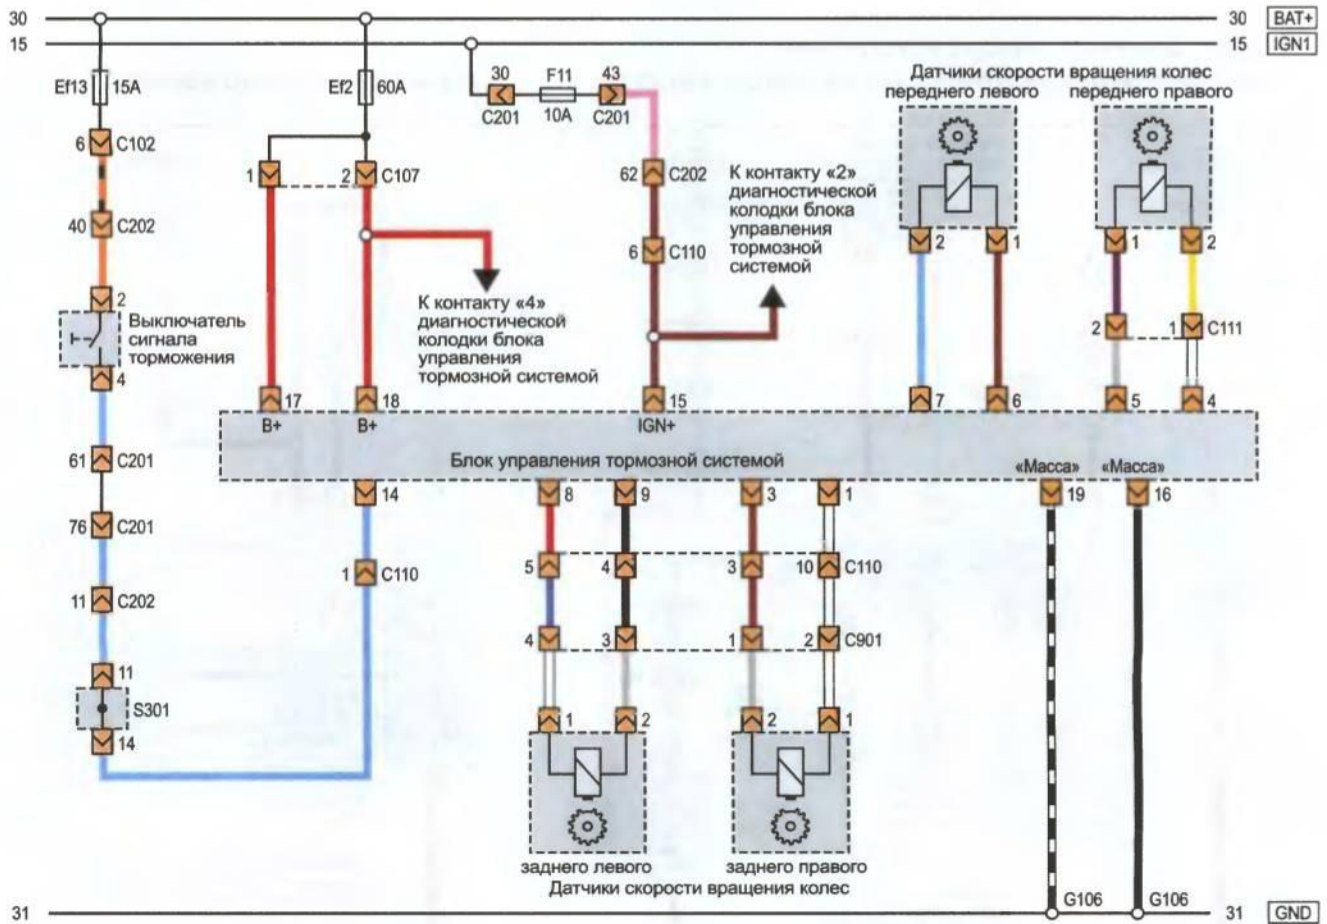 30
30 BAT+
15
15 IGN1
Ef13 15A
Ef2 60A
30 F11 43
C201 10A C201
Датчики скорости вращения колес
переднего левого переднего правого
6 C102
1 2 C107
62 C202
К контакту «2»
диагностической
колодки блока
управления
тормозной
системой
40 C202
6 C110
2 1 1 2
2
Выключатель
сигнала
торможения
К контакту «4»
диагностической
колодки блока
управления
тормозной системой
2 1 C111
4
17 18 15 7 6 5 4
B+ B+ IGN+
Блок управления тормозной системой
«Масса» «Масса»
61 C201
14 8 9 3 1 19 16
76 C201
1 C110
5 4 3 10 C110
11 C202
4 3 1 2 C901
11
S301
14
1 2 2 1
заднего левого заднего правого
Датчики скорости вращения колес
G106 G106
31
31 GND